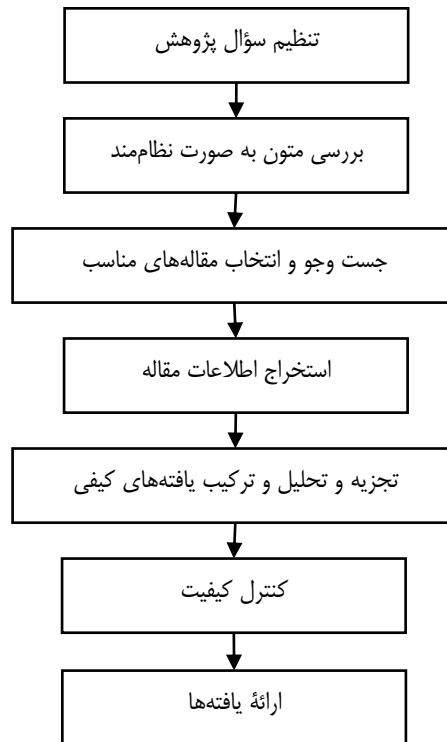 تنظیم سؤال پژوهش
بررسی متون به صورت نظام‌مند
جست وجو و انتخاب مقاله‌های مناسب
استخراج اطلاعات مقاله
تجزیه و تحلیل و ترکیب یافته‌های کیفی
کنترل کیفیت
ارائهٔ یافته‌ها